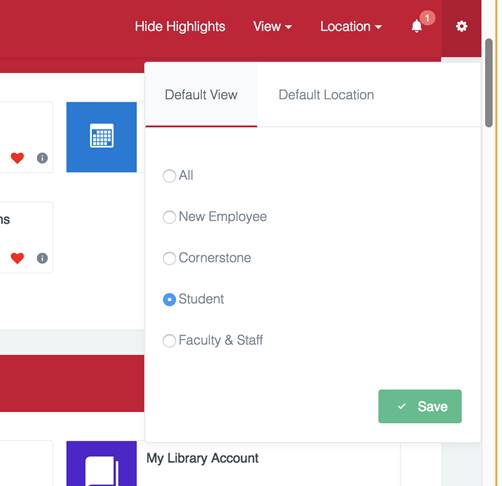 Hide Highlights View Location 1
Default View Default Location
All
ns
New Employee
Cornerstone
Student
Faculty & Staff
Save
My Library Account